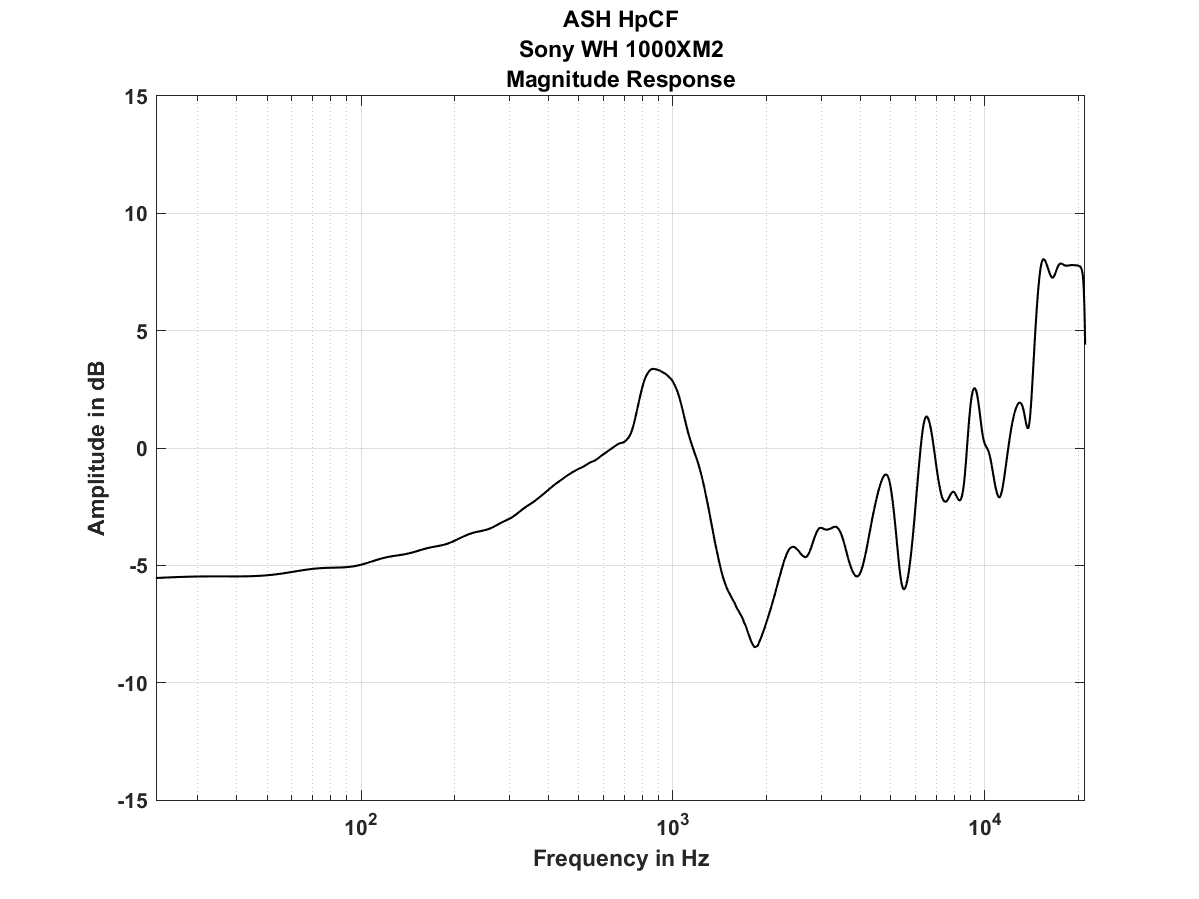 ASH HpCF
Sony WH 1000XM2
Magnitude Response
15
10
5
0
-5
-10
-15
Amplitude in dB
10²
10³
10⁴
Frequency in Hz